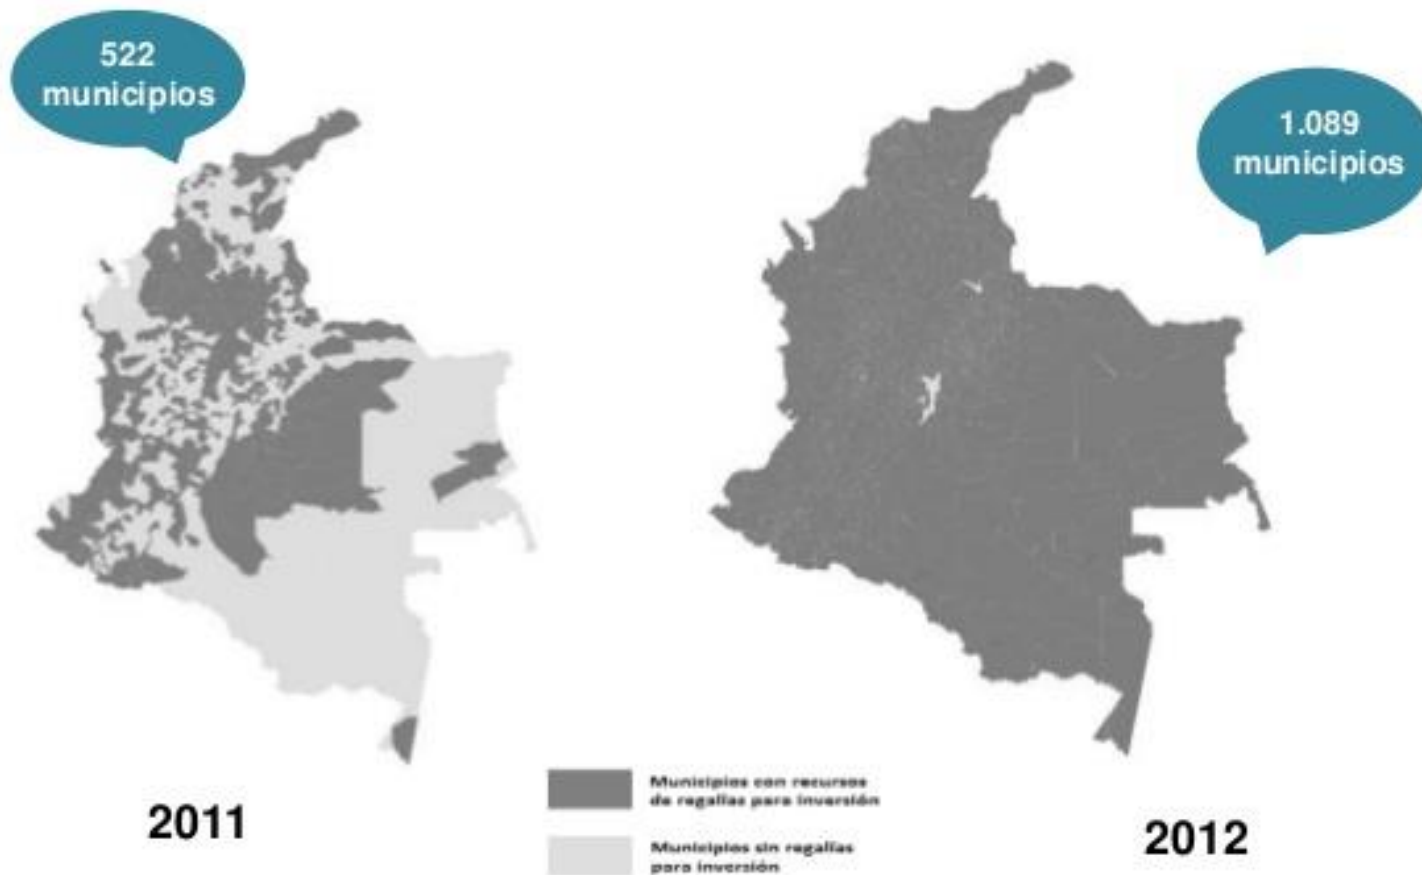 522
municipios
1.089
municipios
2011
Municipios con recursos
de regalías para inversión
Municipios sin regalías
para inversión
2012